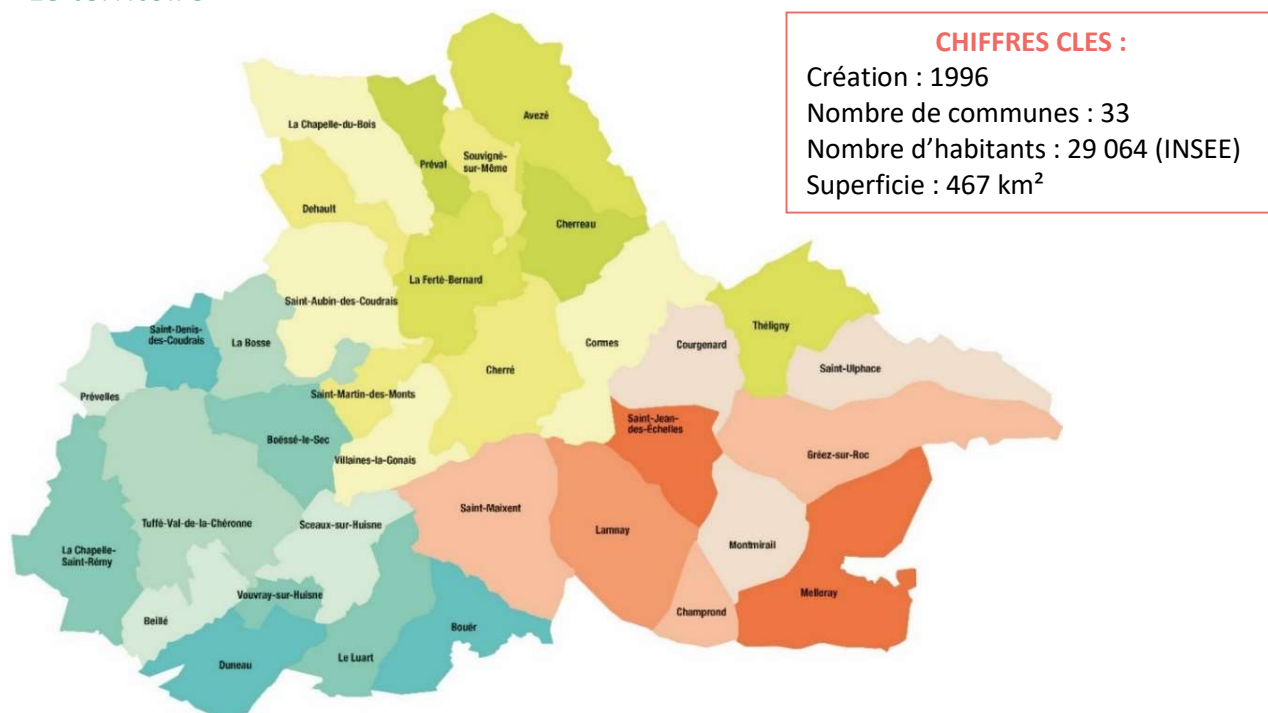 CHIFFRES CLES :
Création : 1996
Nombre de communes : 33
Nombre d'habitants : 29 064 (INSEE)
Superficie : 467 km²
Avezé
La Chapelle-du-Bois
Préval
Souvigné-
sur-Même
Dehault
Cherreau
La Ferté-Bernard
Saint-Aubin-des-Coudrais
Saint-Denis-
des-Coudrais
La Bosse
Théligny
Cormes
Courgenard
Saint-Ulphace
Cherré
Prévelles
Saint-Martin-des-Monts
Saint-Jean-
des-Echelles
Boëssé-le-Sec
Gréez-sur-Roc
Villaines-la-Gonais
Saint-Maixent
Tuffé-Val-de-la-Chéronne
Sceaux-sur-Huisne
Lamnay
Montmirail
La Chapelle-
Saint-Rémy
Vouvray-sur-Huisne
Melleray
Champrond
Beillé
Bouër
Le Luart
Duneau